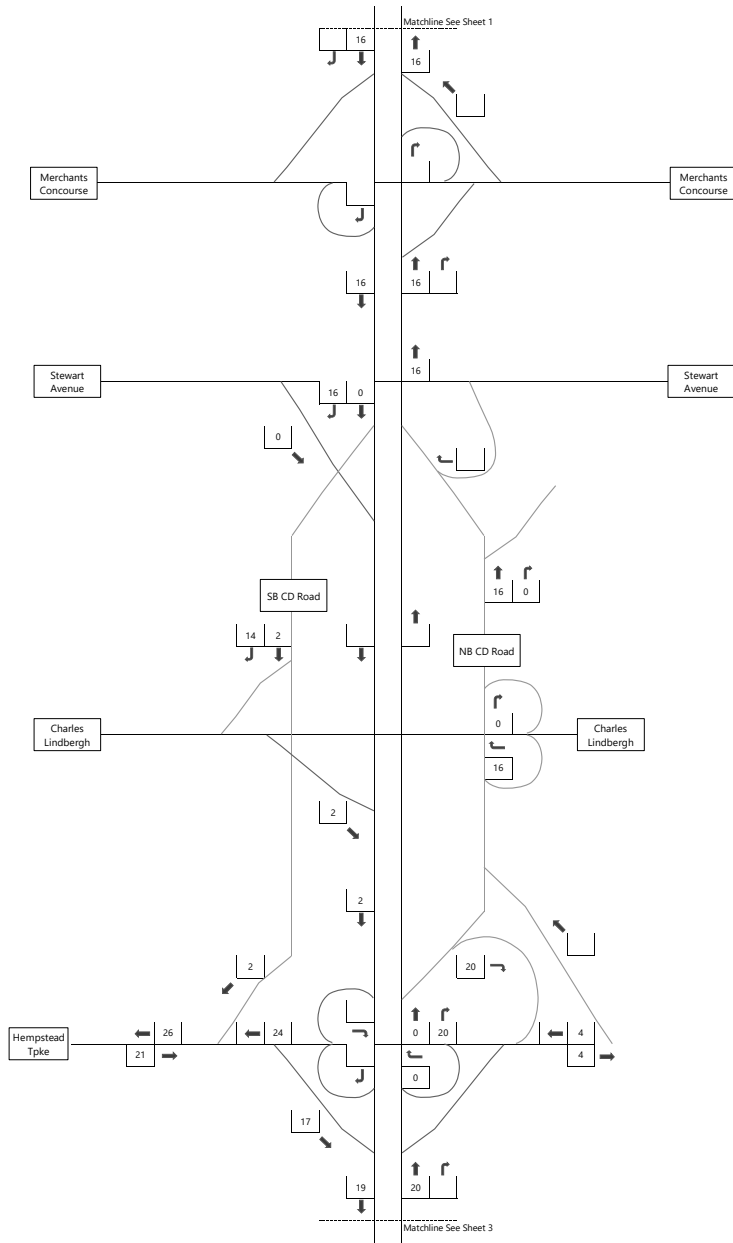 Matchline See Sheet 1
16
16
Merchants
Concourse
Merchants
Concourse
16
16
Stewart
Avenue
16
Stewart
Avenue
16 0
0
SB CD Road
16 0
14 2
NB CD Road
Charles
Lindbergh
0
Charles
Lindbergh
16
2
2
2
20
Hempstead
Tpke
26
24
0 20
4
21
4
0
17
19
20
Matchline See Sheet 3